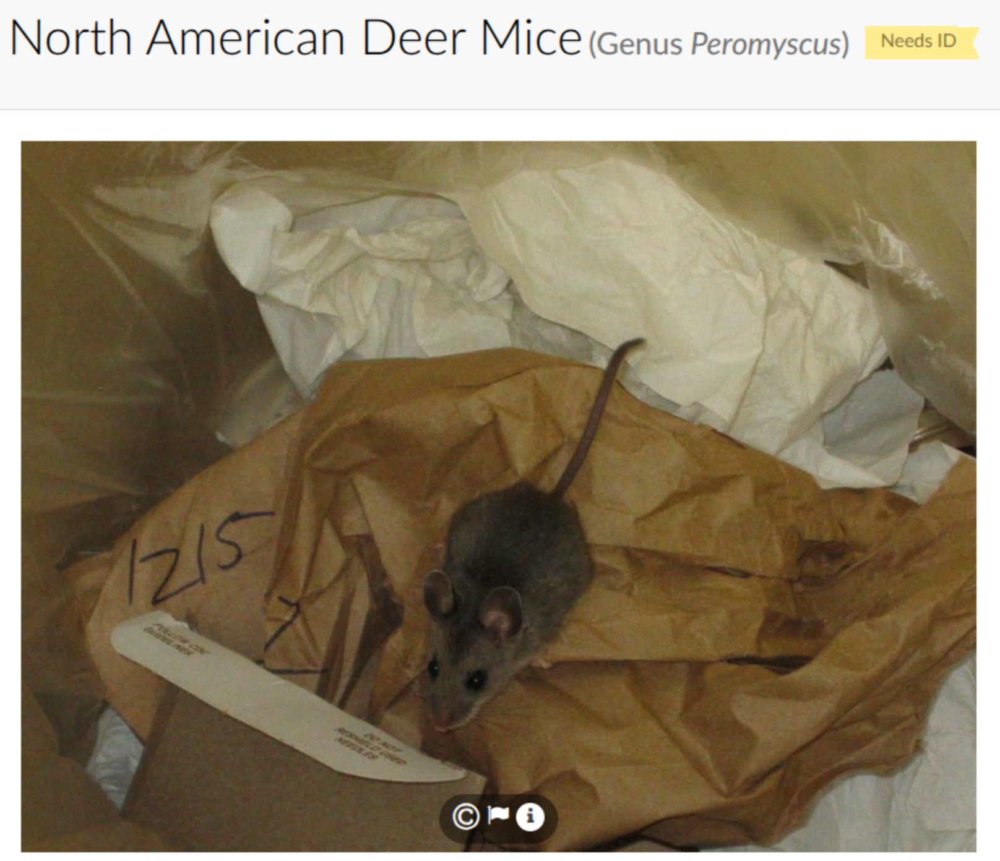 North American Deer Mice (Genus Peromyscus) Needs ID
1215
7
FOLLOW CDC
GUIDELINES
DO NOT
RESHIELD USED
NEEDLES